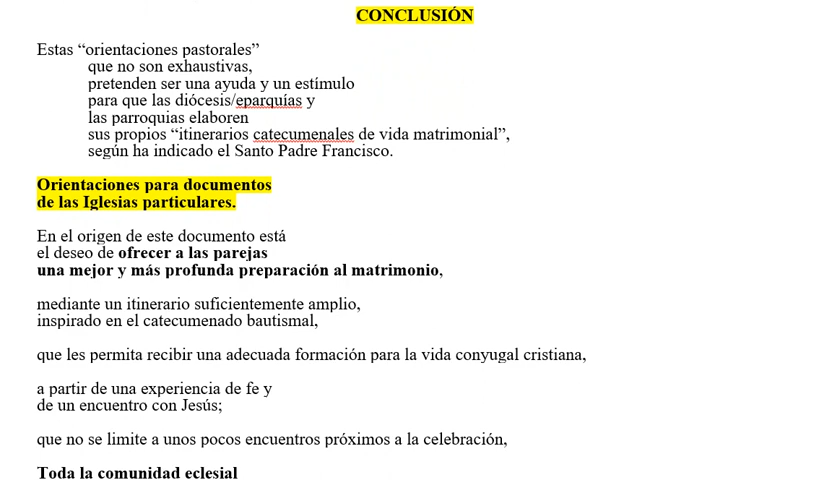 CONCLUSIÓN
Estas “orientaciones pastorales”
que no son exhaustivas,
pretenden ser una ayuda y un estímulo
para que las diócesis/eparquías y
las parroquias elaboren
sus propios “itinerarios catecumenales de vida matrimonial”,
según ha indicado el Santo Padre Francisco.
Orientaciones para documentos
de las Iglesias particulares.
En el origen de este documento está
el deseo de ofrecer a las parejas
una mejor y más profunda preparación al matrimonio,
mediante un itinerario suficientemente amplio,
inspirado en el catecumenado bautismal,
que les permita recibir una adecuada formación para la vida conyugal cristiana,
a partir de una experiencia de fe y
de un encuentro con Jesús;
que no se limite a unos pocos encuentros próximos a la celebración,
Toda la comunidad eclesial